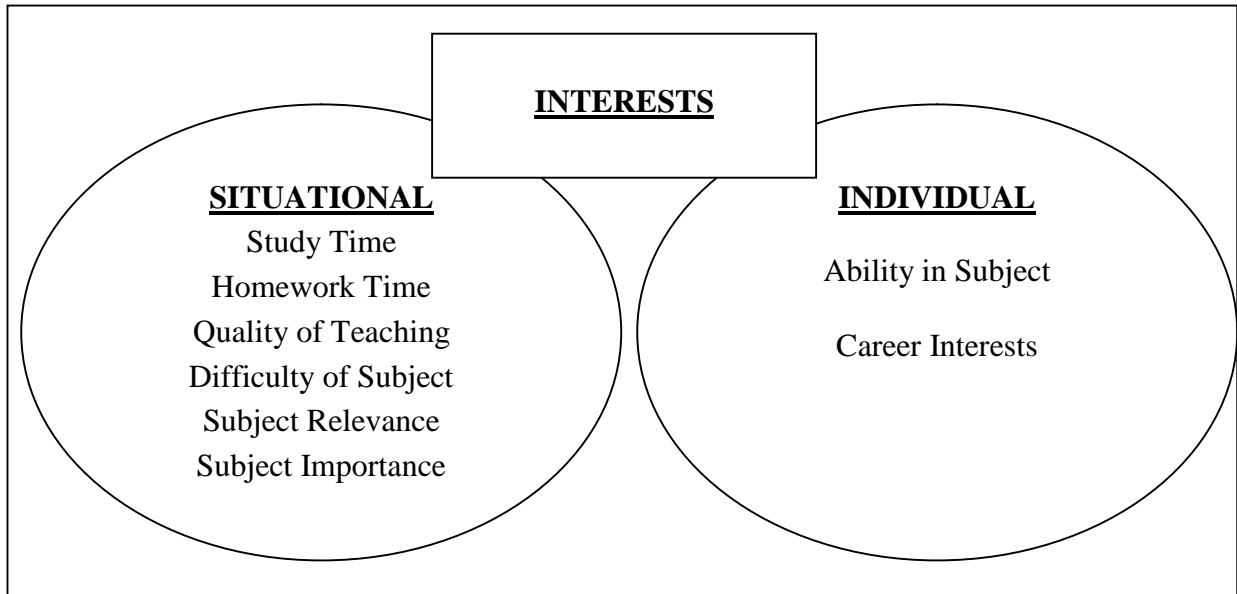 INTERESTS
SITUATIONAL
Study Time
Homework Time
Quality of Teaching
Difficulty of Subject
Subject Relevance
Subject Importance
INDIVIDUAL
Ability in Subject
Career Interests